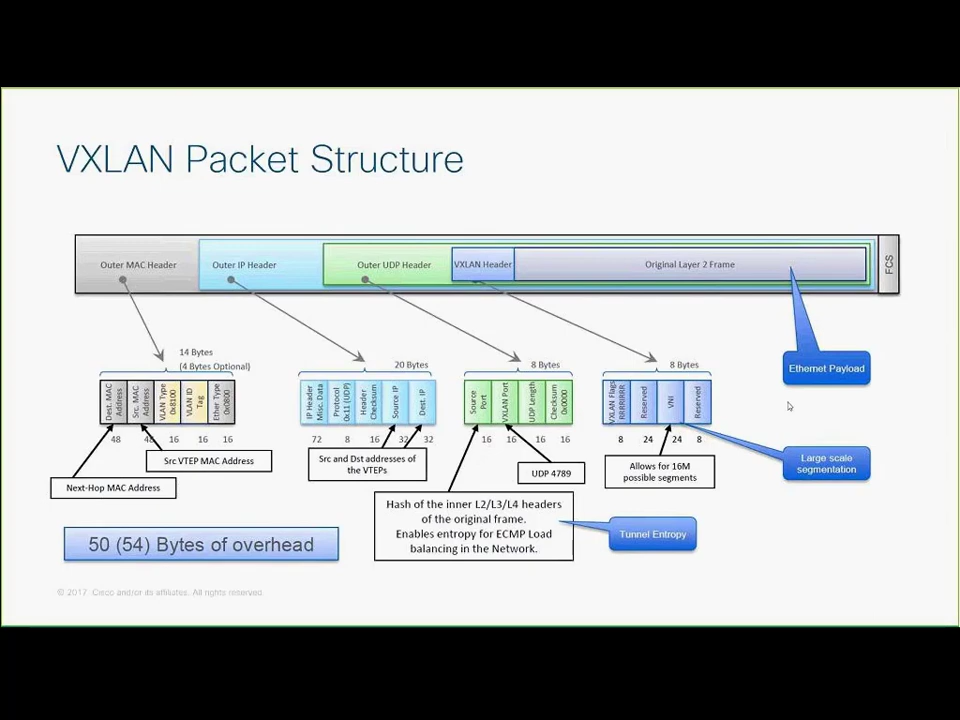 VXLAN Packet Structure
Outer MAC Header
Outer IP Header
Outer UDP Header
VXLAN Header
Original Layer 2 Frame
FCS
14 Bytes
(4 Bytes Optional)
20 Bytes
8 Bytes
8 Bytes
Ethernet Payload
Dest. MAC
Address
Src. MAC
Address
VLAN Type
0x8100
VLAN ID
Tag
Ether Type
0x0800
IP Header
Misc. Data
Protocol
0x11 (UDP)
Header
Checksum
Source IP
Dest. IP
Source
Port
VXLAN Port
UDP Length
Checksum
0x0000
VXLAN Flags
RRRRIRRR
Reserved
VNI
Reserved
48
48
16
16
16
72
8
16
32
32
16
16
16
16
8
24
24
8
Src VTEP MAC Address
Next-Hop MAC Address
Src and Dst addresses of
the VTEPs
UDP 4789
Allows for 16M
possible segments
Large scale
segmentation
Hash of the inner L2/L3/L4 headers
of the original frame.
Enables entropy for ECMP Load
balancing in the Network.
Tunnel Entropy
50 (54) Bytes of overhead
© 2017 Cisco and/or its affiliates. All rights reserved.